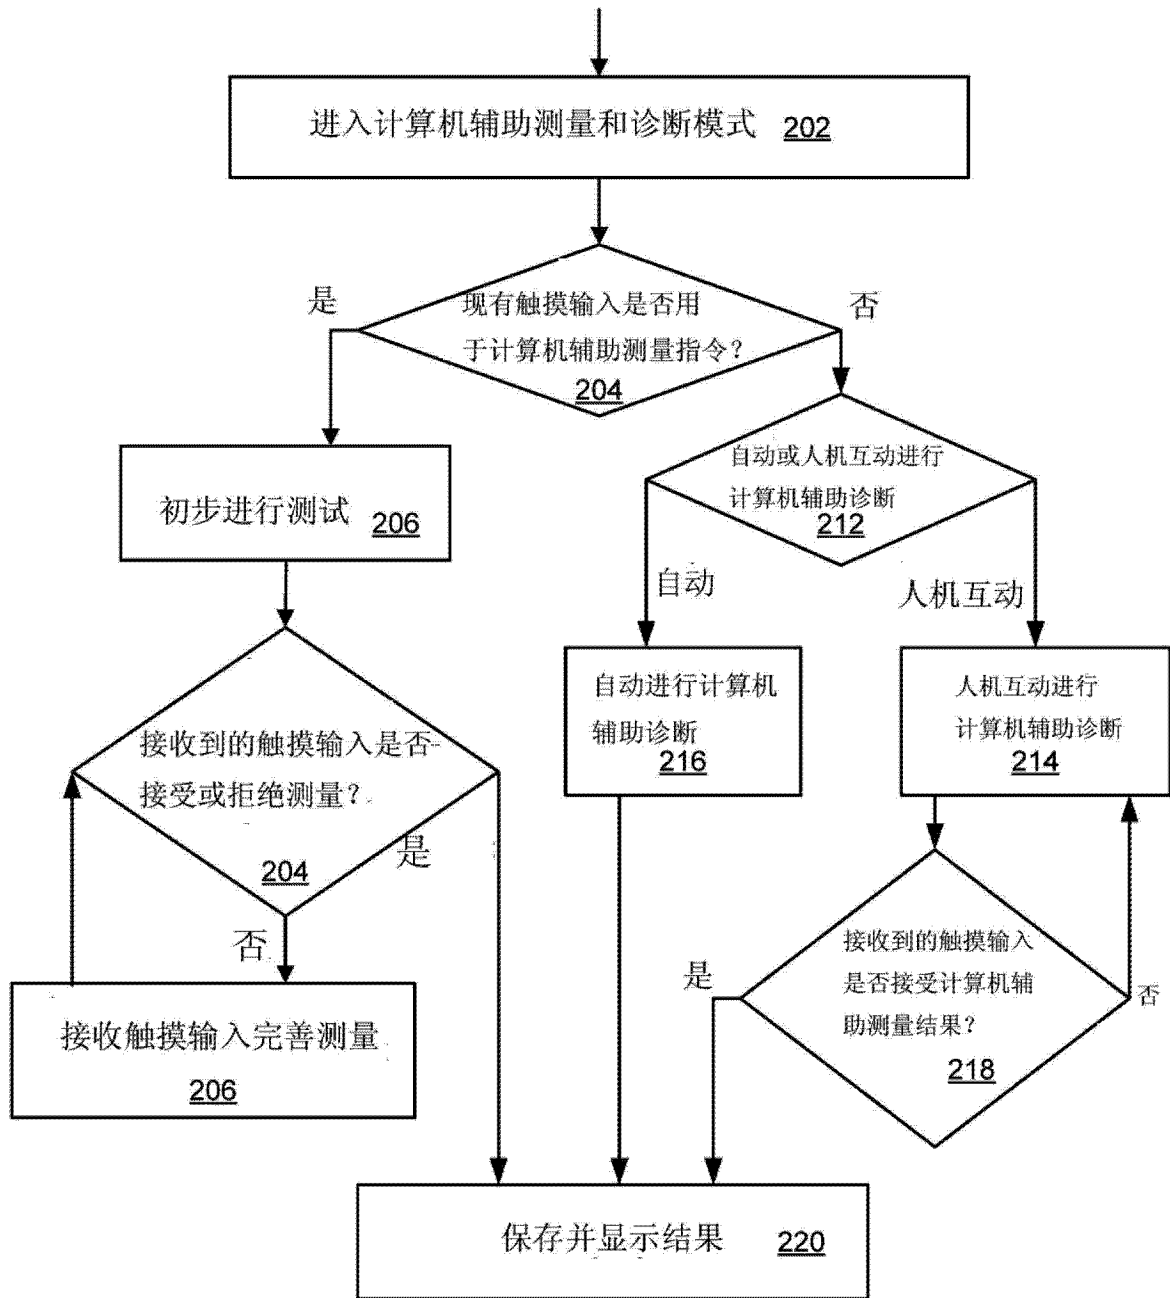 进入计算机辅助测量和诊断模式 202
是
现有触摸输入是否用
于计算机辅助测量指令？
204
否
初步进行测试 206
自动或人机互动进行
计算机辅助诊断
212
自动
人机互动
接收到的触摸输入是否
接受或拒绝测量？
204
是
否
自动进行计算机
辅助诊断
216
人机互动进行
计算机辅助诊断
214
接收触摸输入完善测量
206
是
接收到的触摸输入
是否接受计算机辅
助测量结果？
218
否
保存并显示结果 220